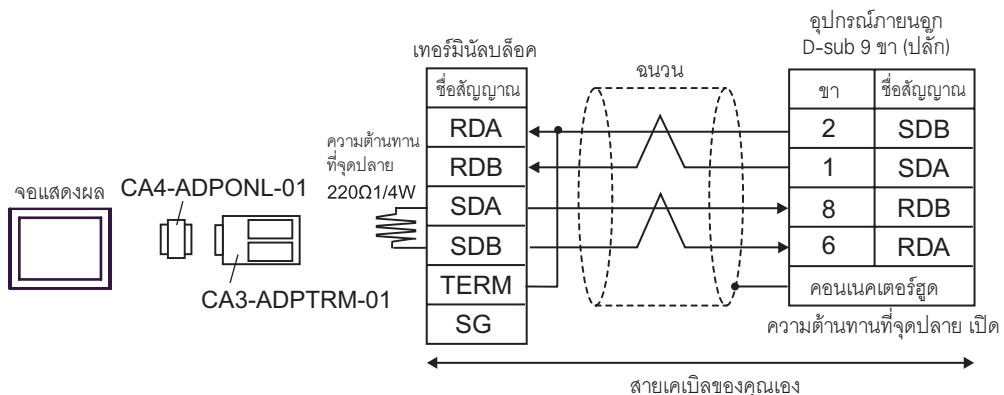 อุปกรณ์ภายนอก
D-sub 9 ขา (ปลั๊ก)
เทอร์มินัลบล็อค
ฉนวน
ชื่อสัญญาณ
ขา ชื่อสัญญาณ
RDA
2 SDB
ความต้านทาน
ที่จุดปลาย
220Ω1/4W
RDB
1 SDA
จอแสดงผล
CA4-ADPONL-01
SDA
8 RDB
SDB
6 RDA
CA3-ADPTRM-01
TERM
คอนเนคเตอร์ฮูด
SG
ความต้านทานที่จุดปลาย เปิด
สายเคเบิลของคุณเอง